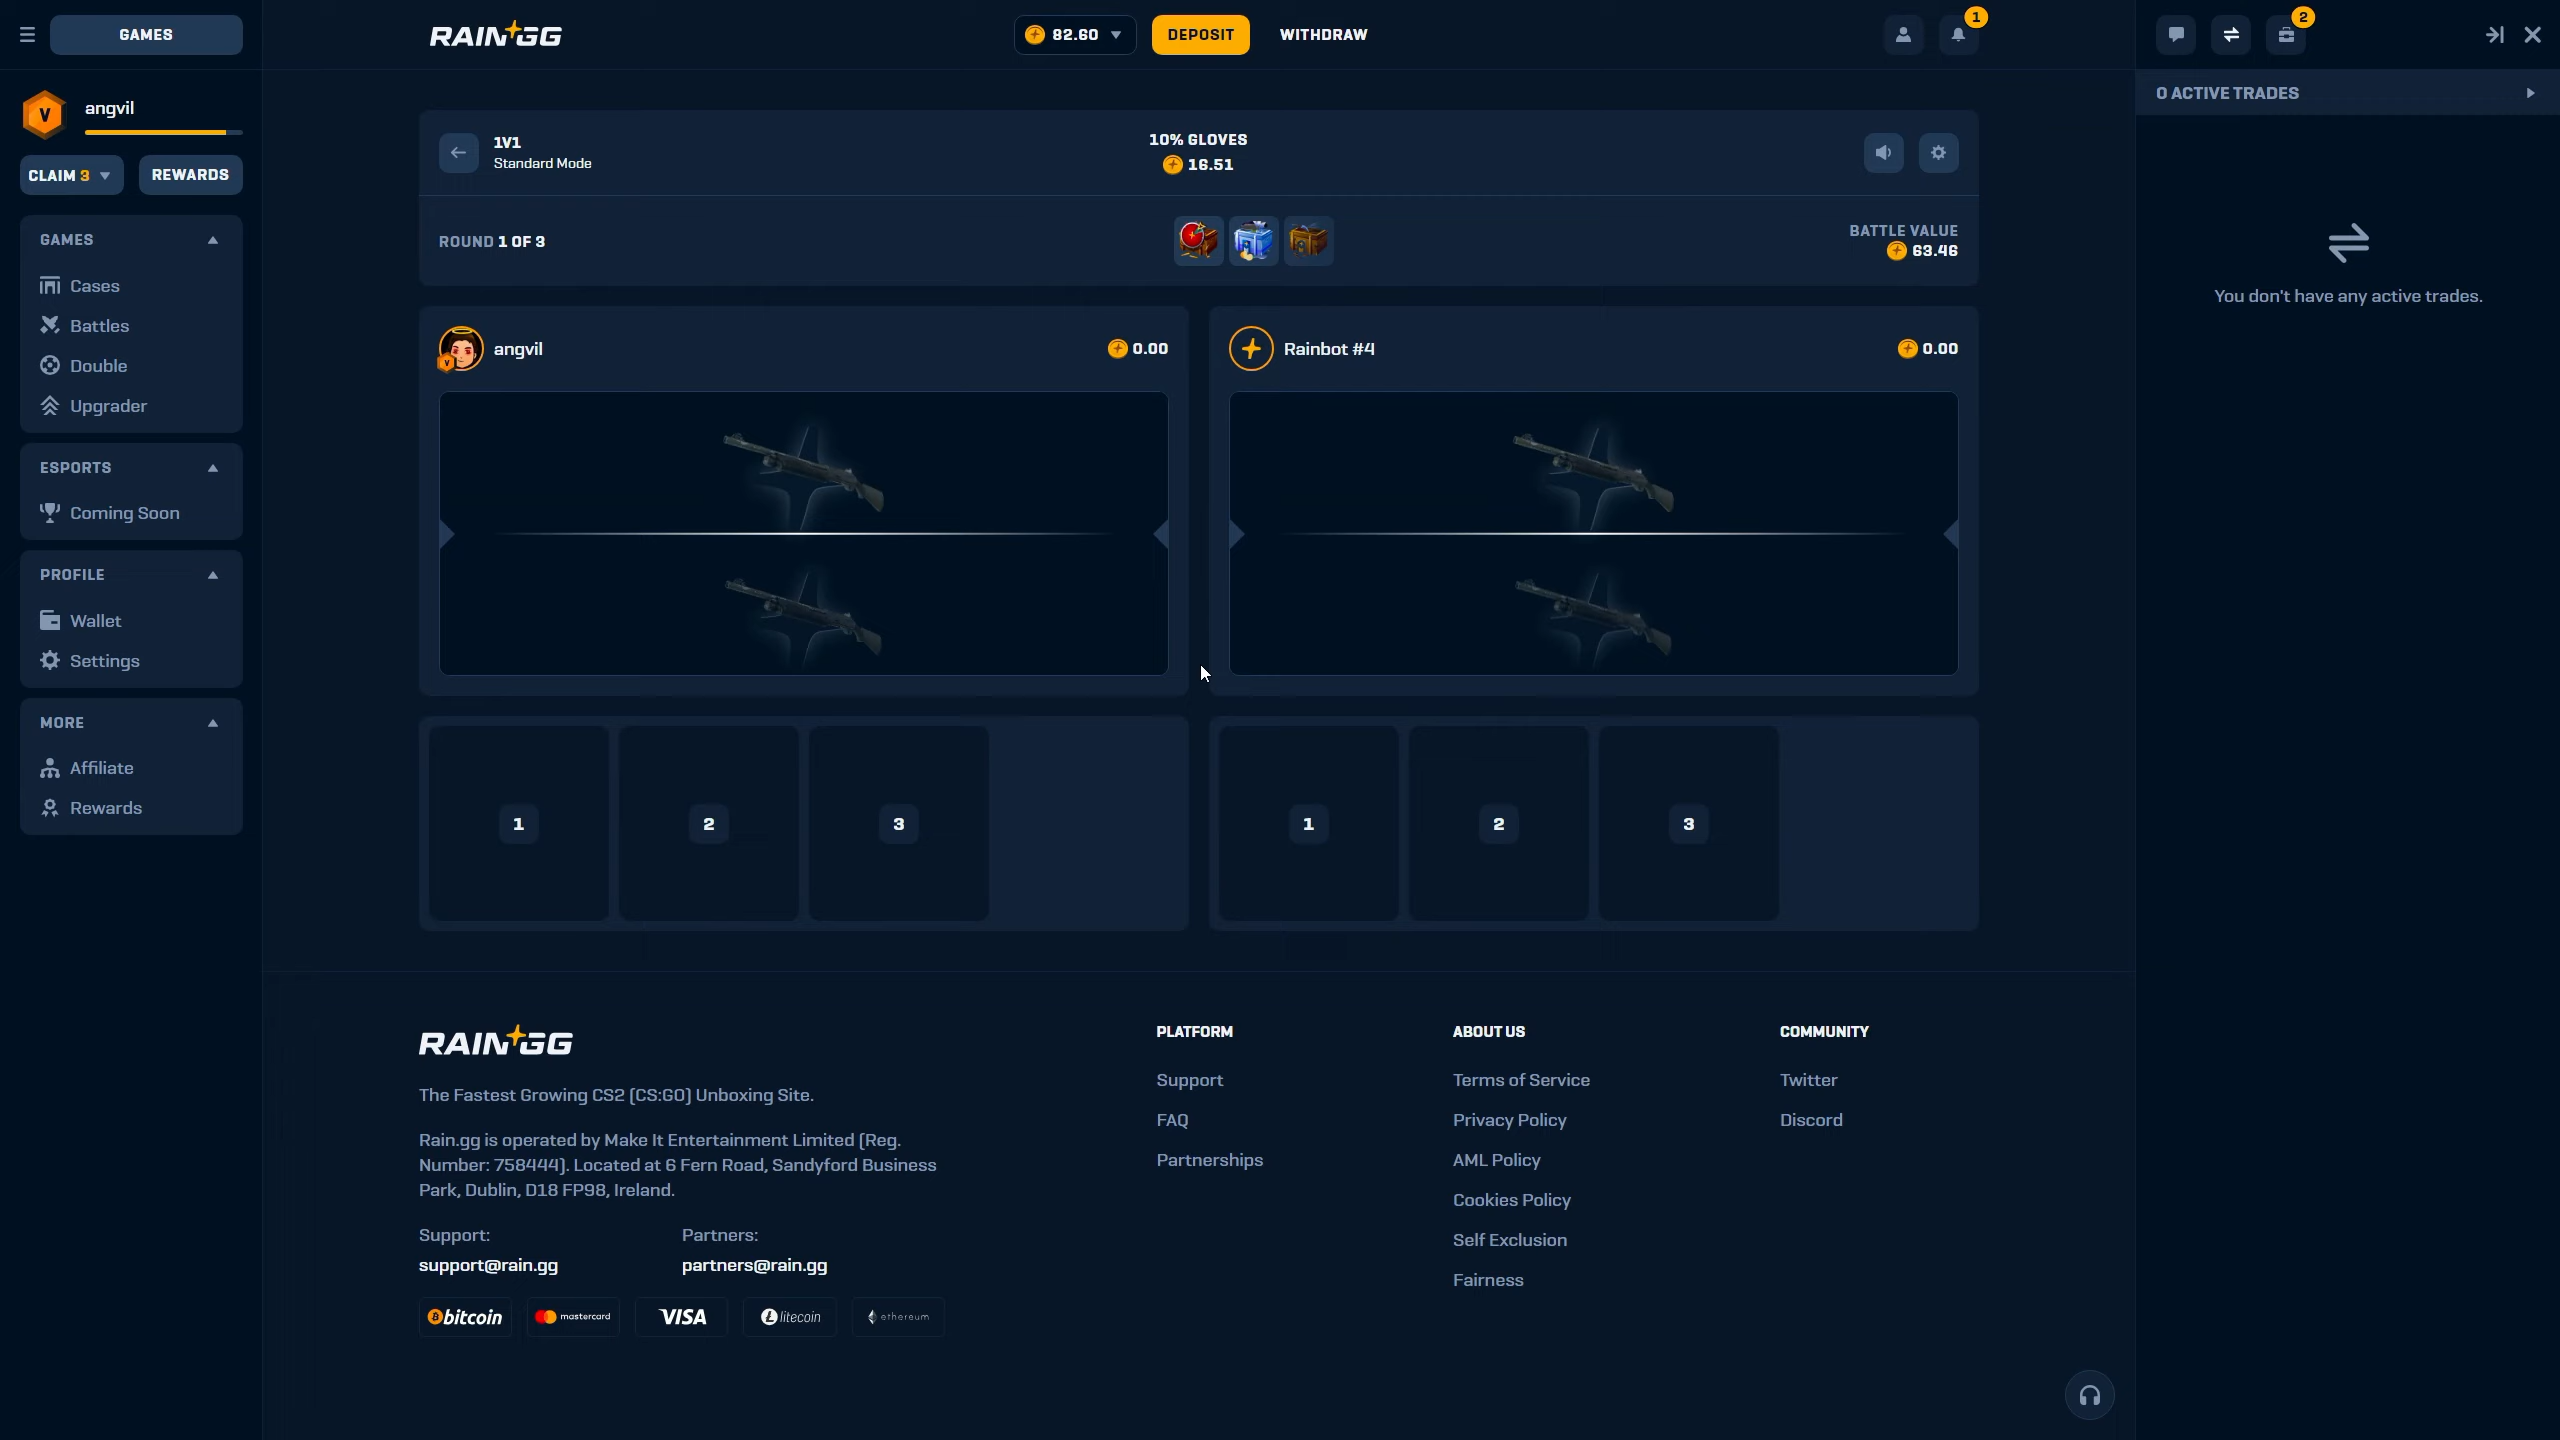 GAMES
RAIN GG
82.60
DEPOSIT
WITHDRAW
1
2
angvil
V
CLAIM 3
REWARDS
GAMES
Cases
Battles
Double
Upgrader
ESPORTS
Coming Soon
PROFILE
Wallet
Settings
MORE
Affiliate
Rewards
1V1
Standard Mode
10% GLOVES
16.51
ROUND 1 OF 3
BATTLE VALUE
63.46
V
angvil
0.00
Rainbot #4
0.00
1
2
3
1
2
3
0 ACTIVE TRADES
You don't have any active trades.
RAIN GG
The Fastest Growing CS2 (CS:GO) Unboxing Site.
Rain.gg is operated by Make It Entertainment Limited (Reg.
Number: 758444). Located at 6 Fern Road, Sandyford Business
Park, Dublin, D18 FP98, Ireland.
Support:
support@rain.gg
Partners:
partners@rain.gg
bitcoin
mastercard
VISA
litecoin
ethereum
PLATFORM
Support
FAQ
Partnerships
ABOUT US
Terms of Service
Privacy Policy
AML Policy
Cookies Policy
Self Exclusion
Fairness
COMMUNITY
Twitter
Discord